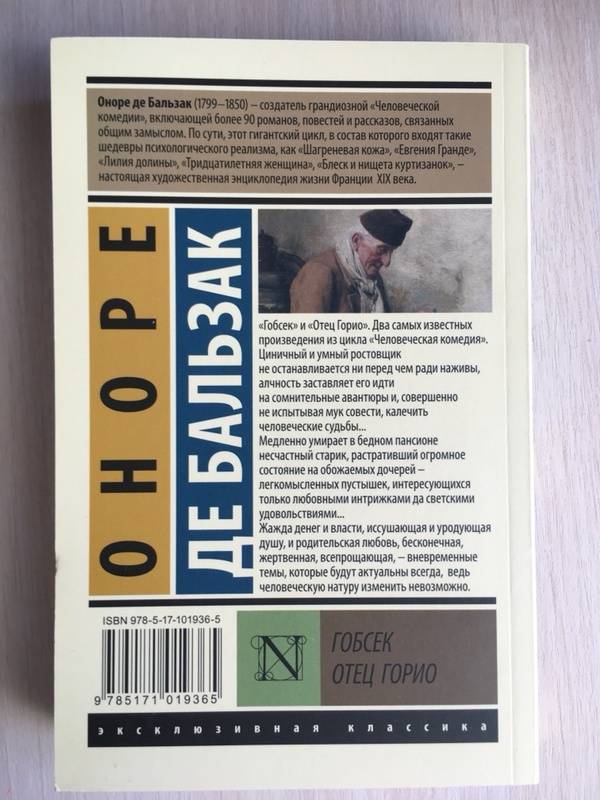 Оноре де Бальзак (1799–1850) – создатель грандиозной «Человеческой
комедии», включающей более 90 романов, повестей и рассказов, связанных
общим замыслом. По сути, этот гигантский цикл, в состав которого входят такие
шедевры психологического реализма, как «Шагреневая кожа», «Евгения Гранде»,
«Лилия долины», «Тридцатилетняя женщина», «Блеск и нищета куртизанок», –
настоящая художественная энциклопедия жизни Франции XIX века.
ОНОРЕ
ДЕ БАЛЬЗАК
«Гобсек» и «Отец Горио». Два самых известных
произведения из цикла «Человеческая комедия».
Циничный и умный ростовщик
не останавливается ни перед чем ради наживы,
алчность заставляет его идти
на сомнительные авантюры и, совершенно
не испытывая мук совести, калечить
человеческие судьбы...
Медленно умирает в бедном пансионе
несчастный старик, растративший огромное
состояние на обожаемых дочерей –
легкомысленных пустышек, интересующихся
только любовными интрижками да светскими
удовольствиями...
Жажда денег и власти, иссушающая и уродующая
душу, и родительская любовь, бесконечная,
жертвенная, всепрощающая, – вневременные
темы, которые будут актуальны всегда, ведь
человеческую натуру изменить невозможно.
ISBN 978-5-17-101936-5
9 785171 019365
N
ГОБСЕК
ОТЕЦ ГОРИО
эксклюзивная классика